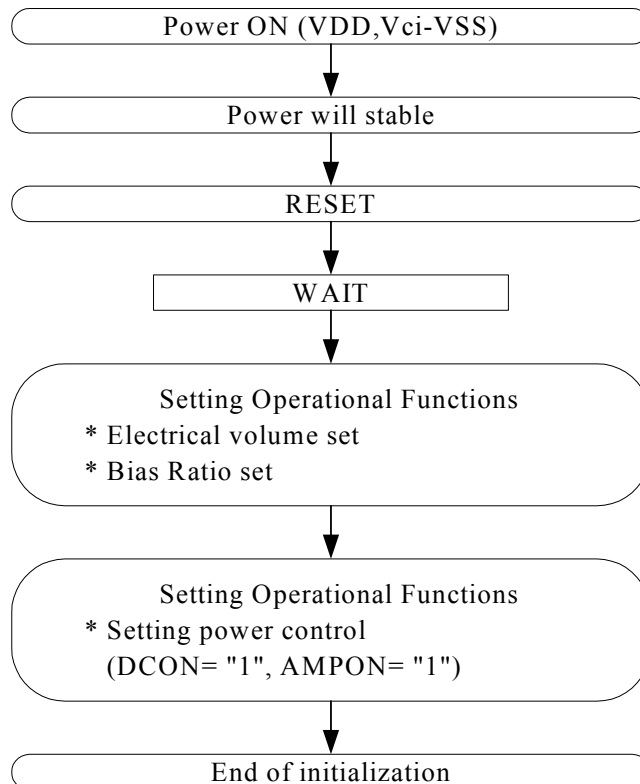 Power ON (VDD,Vci-VSS)
Power will stable
RESET
WAIT
Setting Operational Functions
* Electrical volume set
* Bias Ratio set
Setting Operational Functions
* Setting power control
(DCON= "1", AMPON= "1")
End of initialization